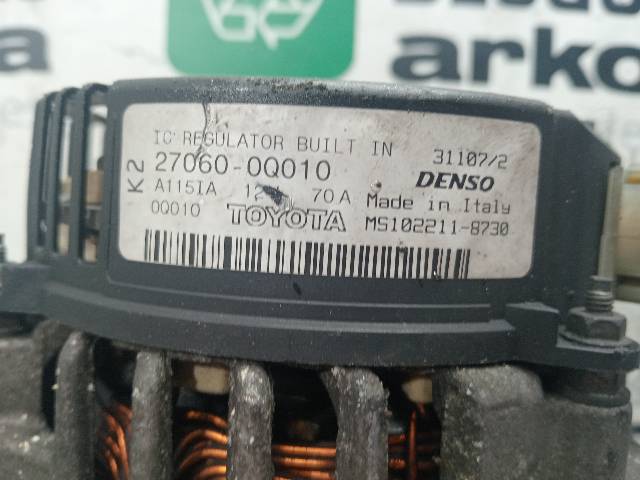 arko
IC REGULATOR BUILT IN 31107/2
K2
27060-0Q010 DENSO
A115IA 12 70A Made in Italy
0Q010 TOYOTA MS102211-8730